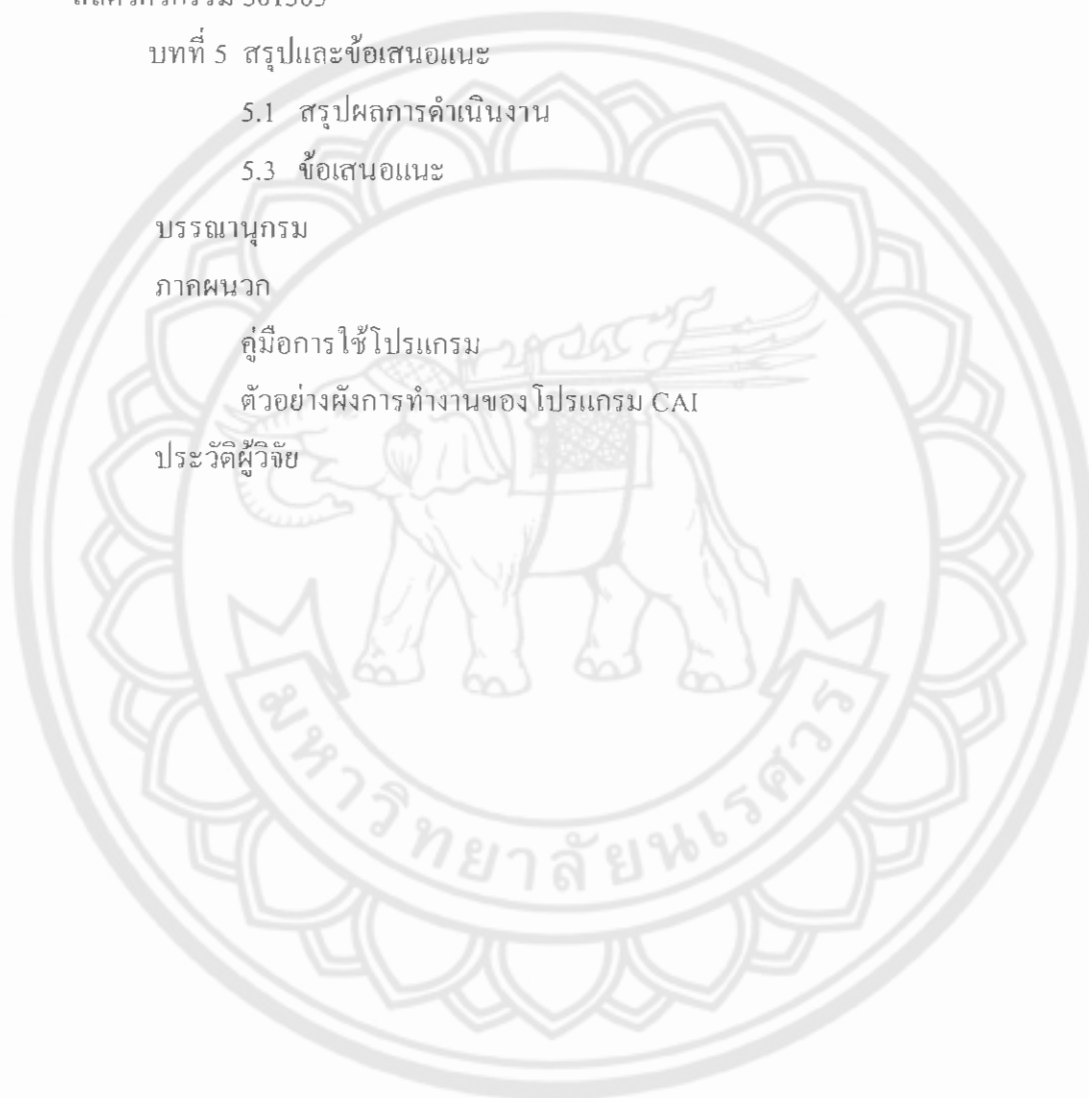 301305
บทที่ 5 สรุปและข้อเสนอแนะ
5.1 สรุปผลการดำเนินงาน
5.3 ข้อเสนอแนะ
บรรณานุกรม
ภาคผนวก
คู่มือการใช้โปรแกรม
ตัวอย่างผังการทำงานของโปรแกรม CAI
ประวัติผู้วิจัย
มหาวิทยาลัยนเรศวร